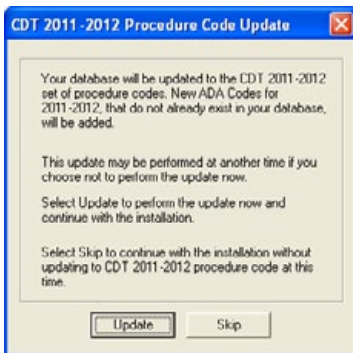 CDT 2011-2012 Procedure Code Update
Your database will be updated to the CDT 2011-2012
set of procedure codes. New ADA Codes for
2011-2012, that do not already exist in your database,
will be added.
This update may be performed at another time if you
choose not to perform the update now.
Select Update to perform the update now and
continue with the installation.
Select Skip to continue with the installation without
updating to CDT 2011-2012 procedure code at this
time.
Update
Skip